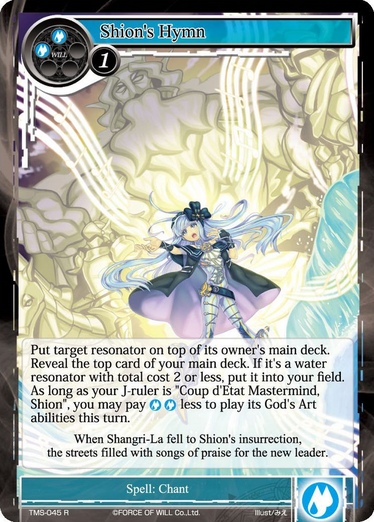 Shion's Hymn
WILL
1
Put target resonator on top of its owner's main deck.
Reveal the top card of your main deck. If it's a water
resonator with total cost 2 or less, put it into your field.
As long as your J-ruler is "Coup d'Etat Mastermind,
Shion", you may pay less to play its God's Art
abilities this turn.
When Shangri-La fell to Shion's insurrection,
the streets filled with songs of praise for the new leader.
Spell: Chant
TMS-045 R ©FORCE OF WILL Co.,Ltd. Illust/みえ